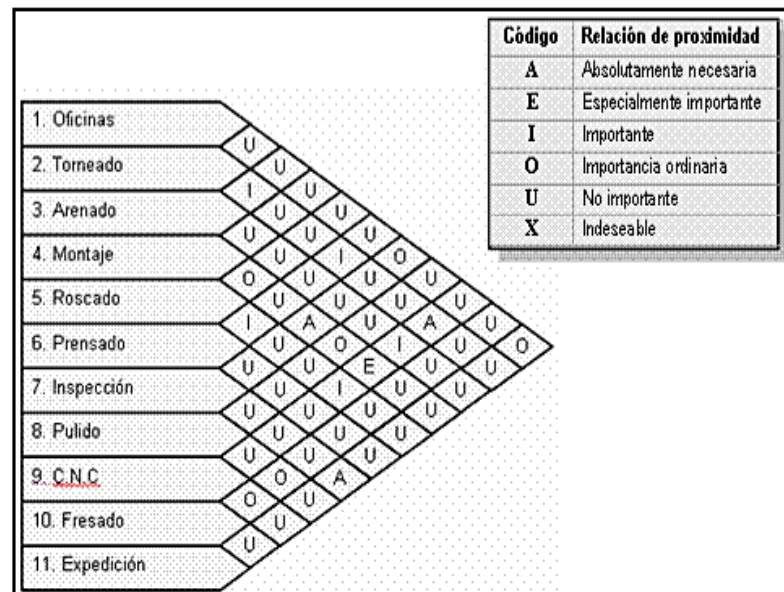 Código Relación de proximidad
A Absolutamente necesaria
E Especialmente importante
I Importante
O Importancia ordinaria
U No importante
X Indeseable
1. Oficinas
U
2. Torneado U
I U
3. Arenado U U
U U U
4. Montaje U I O
O U U U
5. Roscado U U U U
I A U A U
6. Prensado U O I U O
U U E U U
7. Inspección U I U U
U U U U
8. Pulido U U U
U U U
9. C.N.C O A
O U
10. Fresado U
U
11. Expedición